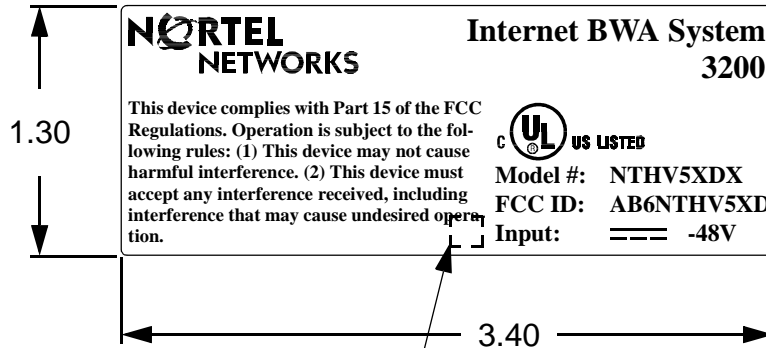 NORTEL
NETWORKS
Internet BWA System
3200
1.30
This device complies with Part 15 of the FCC
Regulations. Operation is subject to the fol-
lowing rules: (1) This device may not cause
harmful interference. (2) This device must
accept any interference received, including
interference that may cause undesired opera-
tion.
C UL ® US LISTED
Model #: NTHV5XDX
FCC ID: AB6NTHV5XD
Input: -48V
3.40